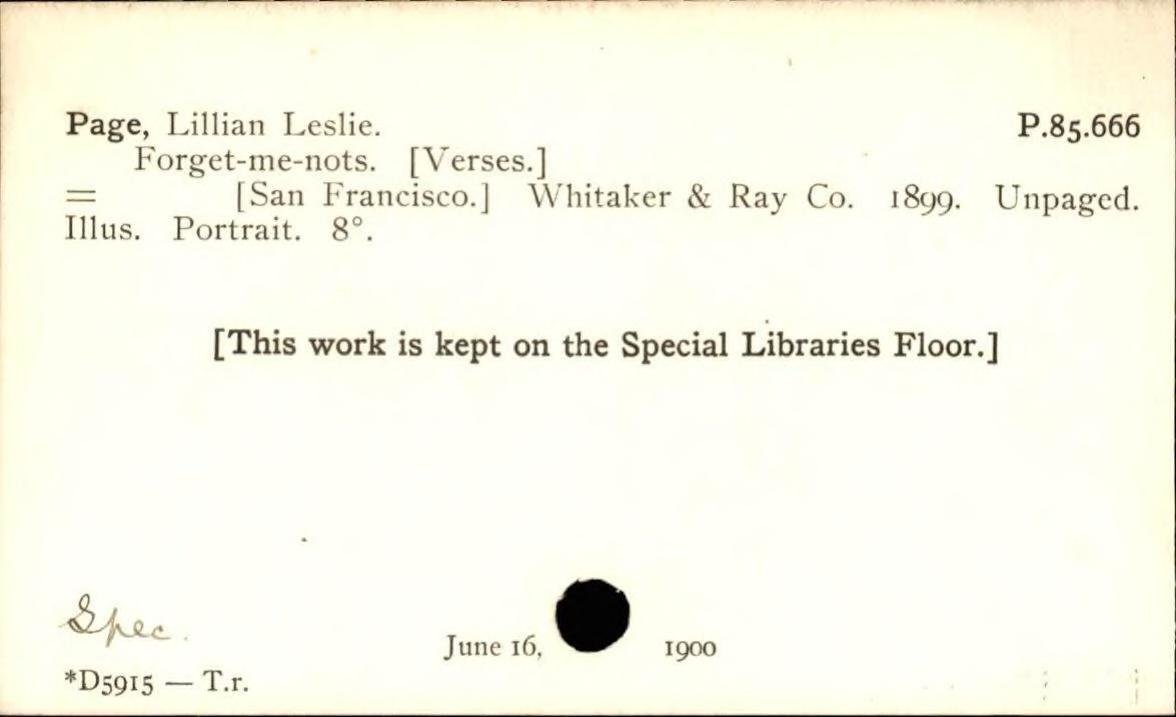 Page, Lillian Leslie. P.85.666
Forget-me-nots. [Verses.]
= [San Francisco.] Whitaker & Ray Co. 1899. Unpaged.
Illus. Portrait. 8°.
[This work is kept on the Special Libraries Floor.]
Spec.
June 16, 1900
*D5915 — T.r.